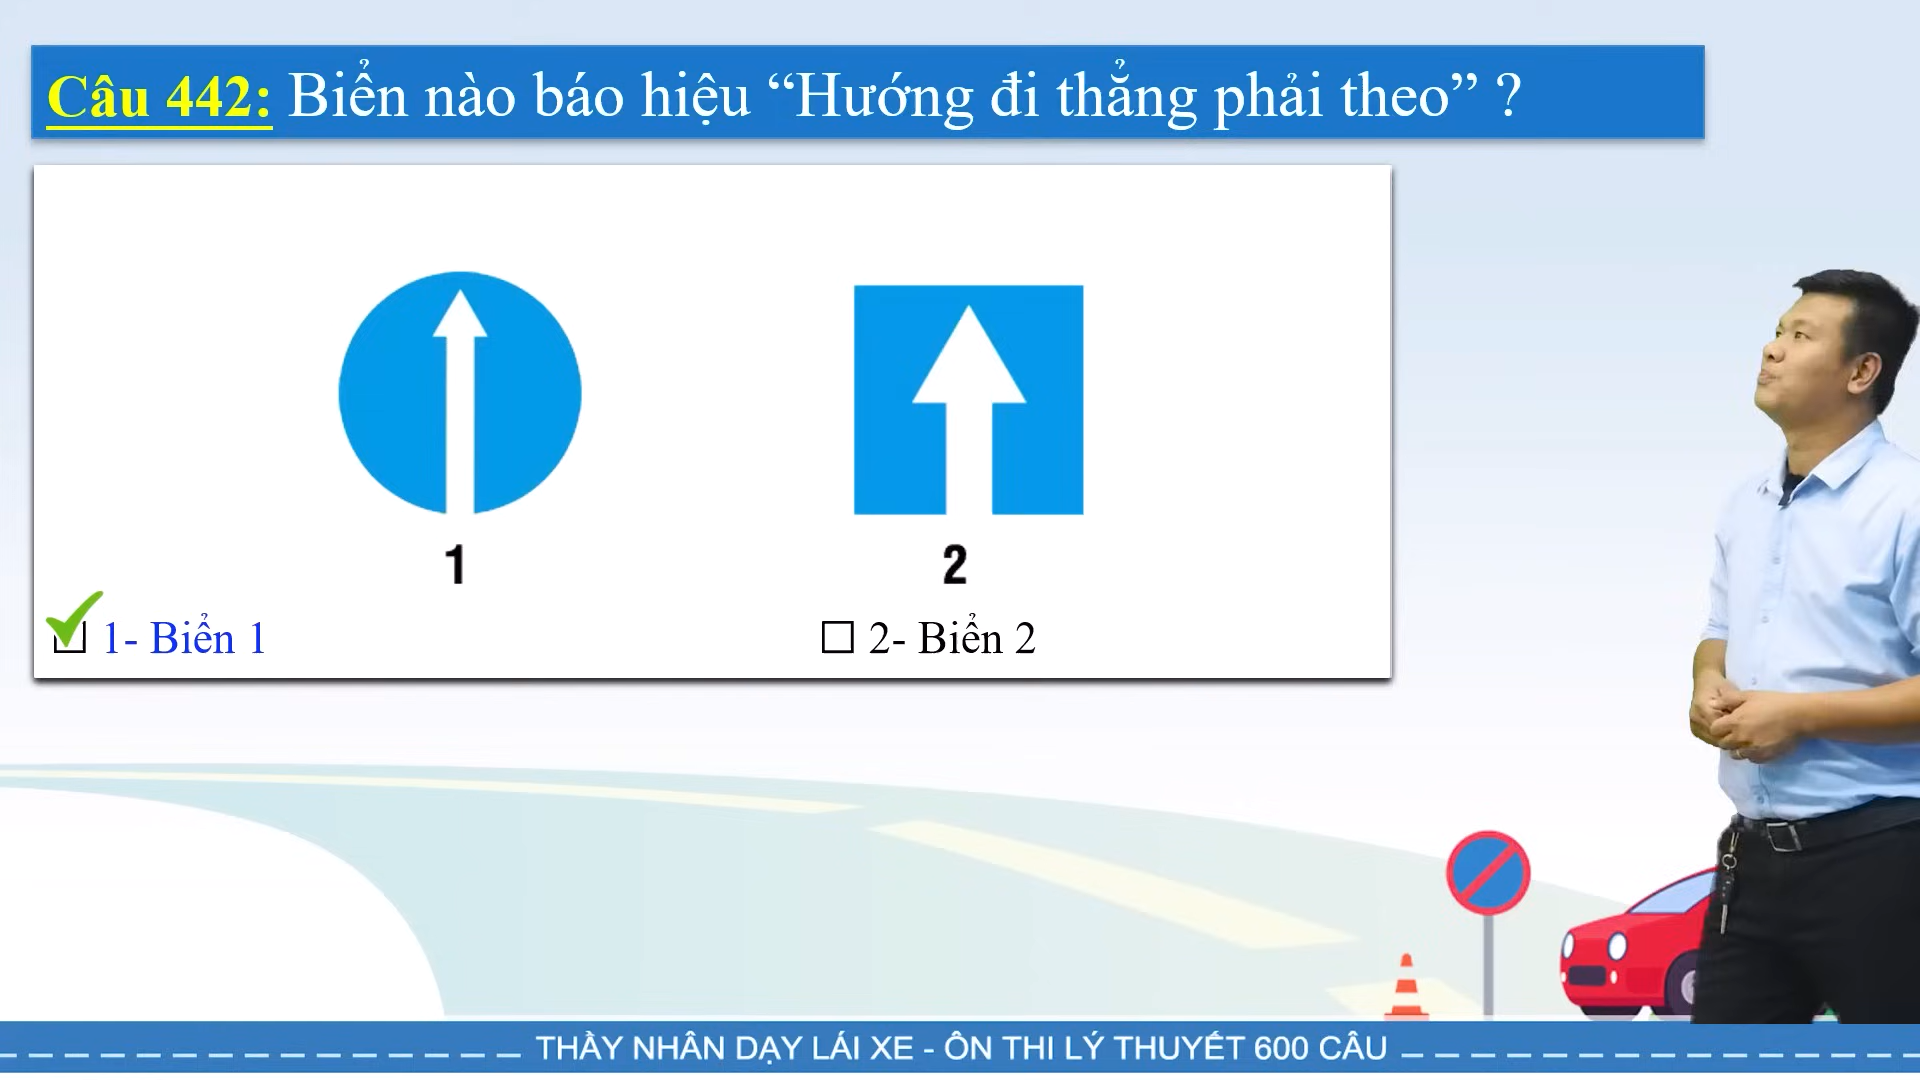 Câu 442: Biển nào báo hiệu “Hướng đi thẳng phải theo” ?
1
2
1- Biển 1
2- Biển 2
THẦY NHÂN DẠY LÁI XE - ÔN THI LÝ THUYẾT 600 CÂU